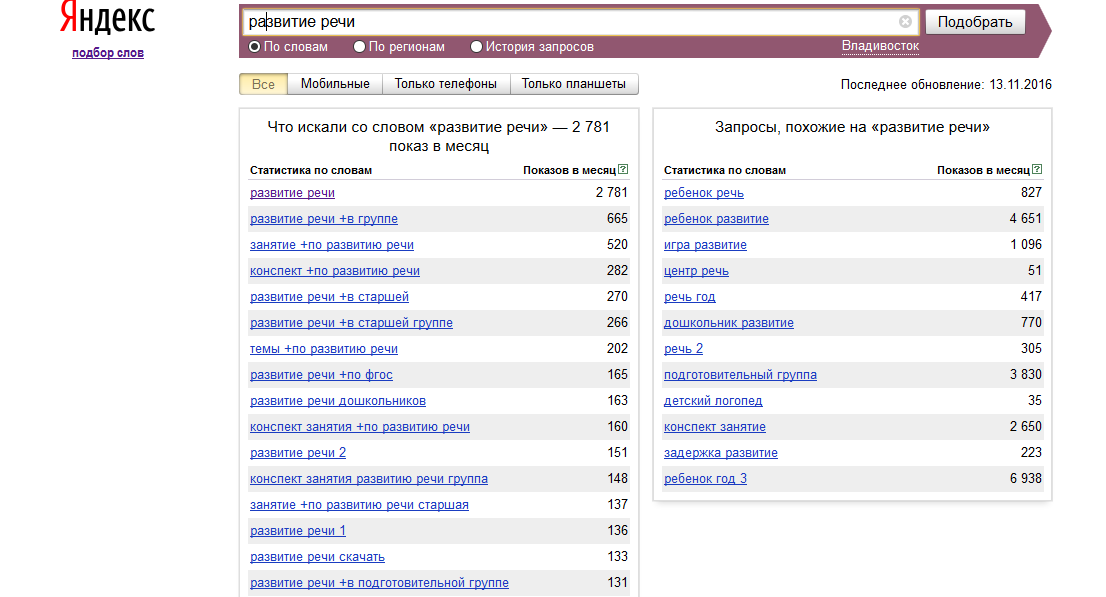 Яндекс
подбор слов
развитие речи
Подобрать
По словам По регионам История запросов Владивосток
Все Мобильные Только телефоны Только планшеты Последнее обновление: 13.11.2016
Что искали со словом «развитие речи» — 2 781
показ в месяц
Статистика по словам Показов в месяц ?
развитие речи 2 781
развитие речи +в группе 665
занятие +по развитию речи 520
конспект +по развитию речи 282
развитие речи +в старшей 270
развитие речи +в старшей группе 266
темы +по развитию речи 202
развитие речи +по фгос 165
развитие речи дошкольников 163
конспект занятия +по развитию речи 160
развитие речи 2 151
конспект занятия развитию речи группа 148
занятие +по развитию речи старшая 137
развитие речи 1 136
развитие речи скачать 133
развитие речи +в подготовительной группе 131
Запросы, похожие на «развитие речи»
Статистика по словам Показов в месяц ?
ребенок речь 827
ребенок развитие 4 651
игра развитие 1 096
центр речь 51
речь год 417
дошкольник развитие 770
речь 2 305
подготовительный группа 3 830
детский логопед 35
конспект занятие 2 650
задержка развитие 223
ребенок год 3 6 938